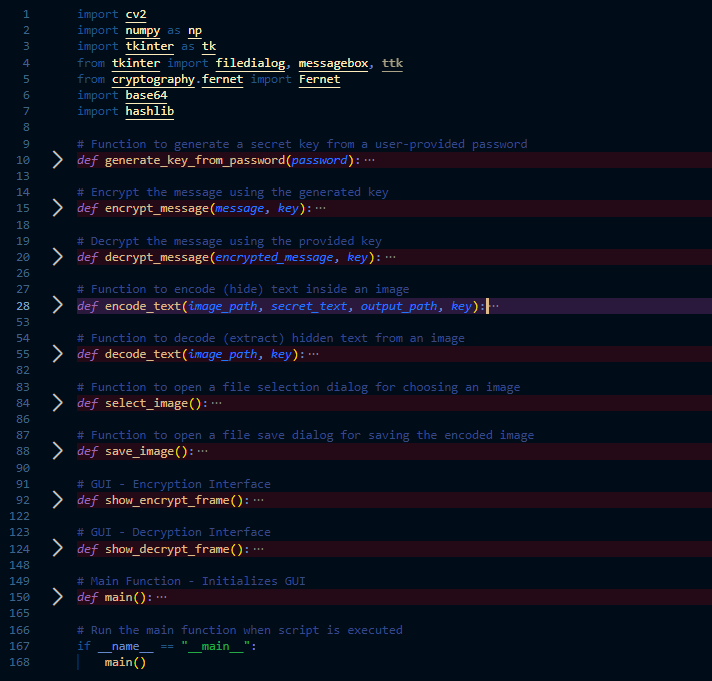 1 import cv2
2 import numpy as np
3 import tkinter as tk
4 from tkinter import filedialog, messagebox, ttk
5 from cryptography.fernet import Fernet
6 import base64
7 import hashlib
8
9 # Function to generate a secret key from a user-provided password
10 def generate_key_from_password(password):···
13
14 # Encrypt the message using the generated key
15 def encrypt_message(message, key):···
18
19 # Decrypt the message using the provided key
20 def decrypt_message(encrypted_message, key):···
26
27 # Function to encode (hide) text inside an image
28 def encode_text(image_path, secret_text, output_path, key):···
53
54 # Function to decode (extract) hidden text from an image
55 def decode_text(image_path, key):···
82
83 # Function to open a file selection dialog for choosing an image
84 def select_image():···
86
87 # Function to open a file save dialog for saving the encoded image
88 def save_image():···
90
91 # GUI - Encryption Interface
92 def show_encrypt_frame():···
122
123 # GUI - Decryption Interface
124 def show_decrypt_frame():···
148
149 # Main Function - Initializes GUI
150 def main():···
165
166 # Run the main function when script is executed
167 if __name__ == "__main__":
168 main()